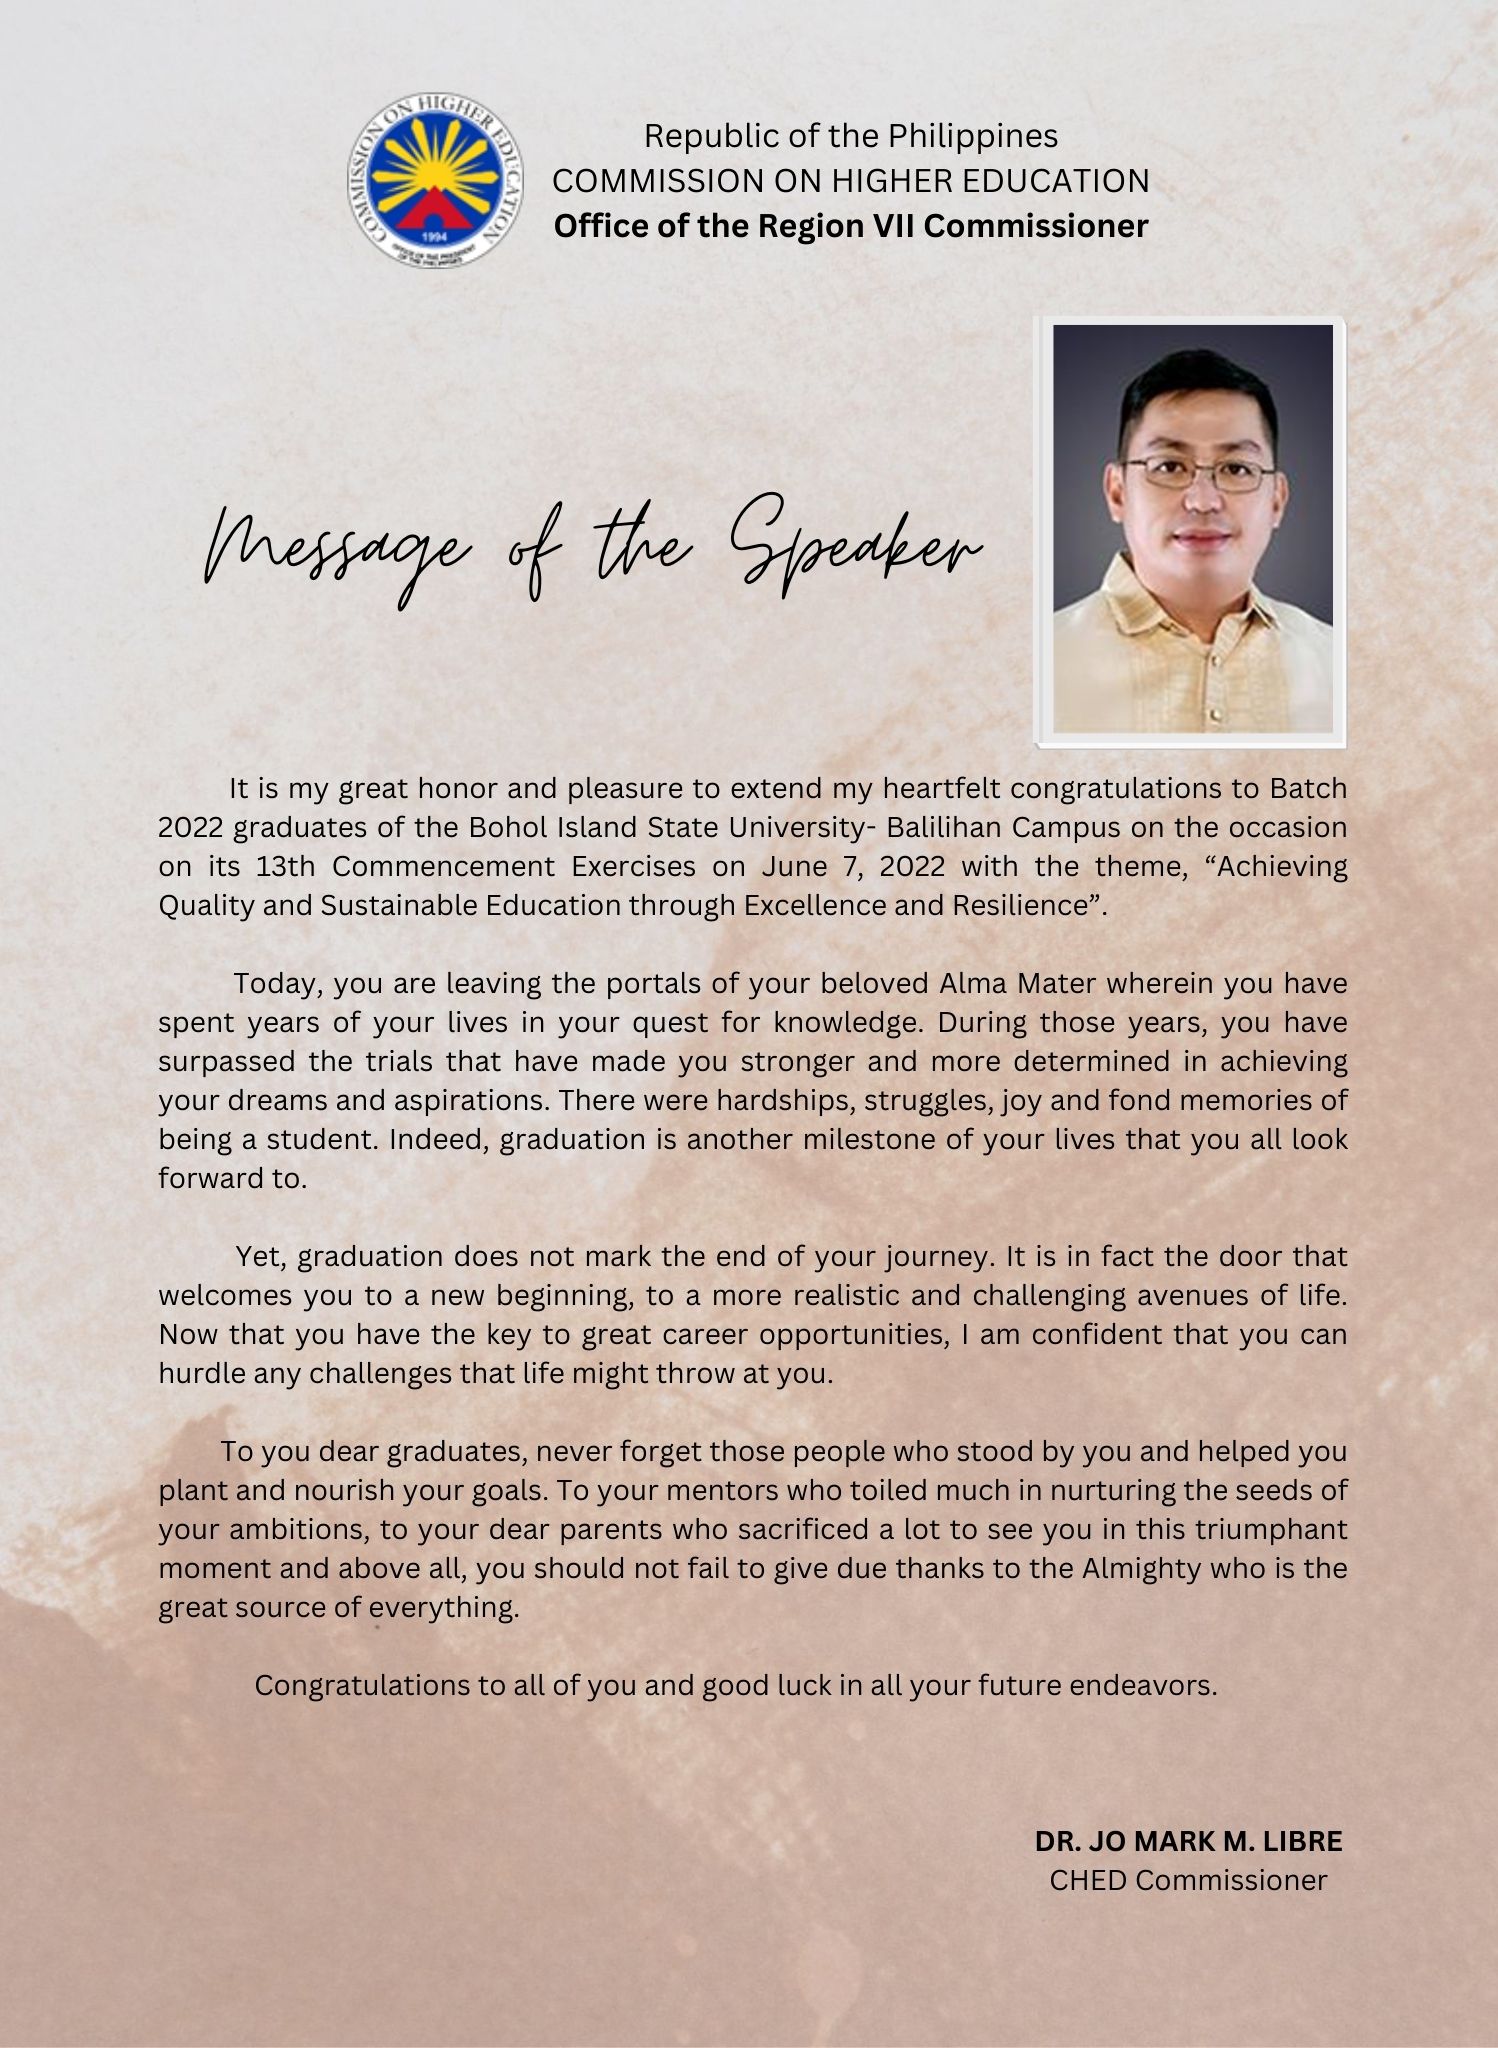 COMMISSION ON HIGHER EDUCATION
1994
OFFICE OF THE PRESIDENT
OF THE PHILIPPINES
Republic of the Philippines
COMMISSION ON HIGHER EDUCATION
Office of the Region VII Commissioner
Message of the Speaker
It is my great honor and pleasure to extend my heartfelt congratulations to Batch
2022 graduates of the Bohol Island State University- Balilihan Campus on the occasion
on its 13th Commencement Exercises on June 7, 2022 with the theme, “Achieving
Quality and Sustainable Education through Excellence and Resilience”.
Today, you are leaving the portals of your beloved Alma Mater wherein you have
spent years of your lives in your quest for knowledge. During those years, you have
surpassed the trials that have made you stronger and more determined in achieving
your dreams and aspirations. There were hardships, struggles, joy and fond memories of
being a student. Indeed, graduation is another milestone of your lives that you all look
forward to.
Yet, graduation does not mark the end of your journey. It is in fact the door that
welcomes you to a new beginning, to a more realistic and challenging avenues of life.
Now that you have the key to great career opportunities, I am confident that you can
hurdle any challenges that life might throw at you.
To you dear graduates, never forget those people who stood by you and helped you
plant and nourish your goals. To your mentors who toiled much in nurturing the seeds of
your ambitions, to your dear parents who sacrificed a lot to see you in this triumphant
moment and above all, you should not fail to give due thanks to the Almighty who is the
great source of everything.
Congratulations to all of you and good luck in all your future endeavors.
DR. JO MARK M. LIBRE
CHED Commissioner